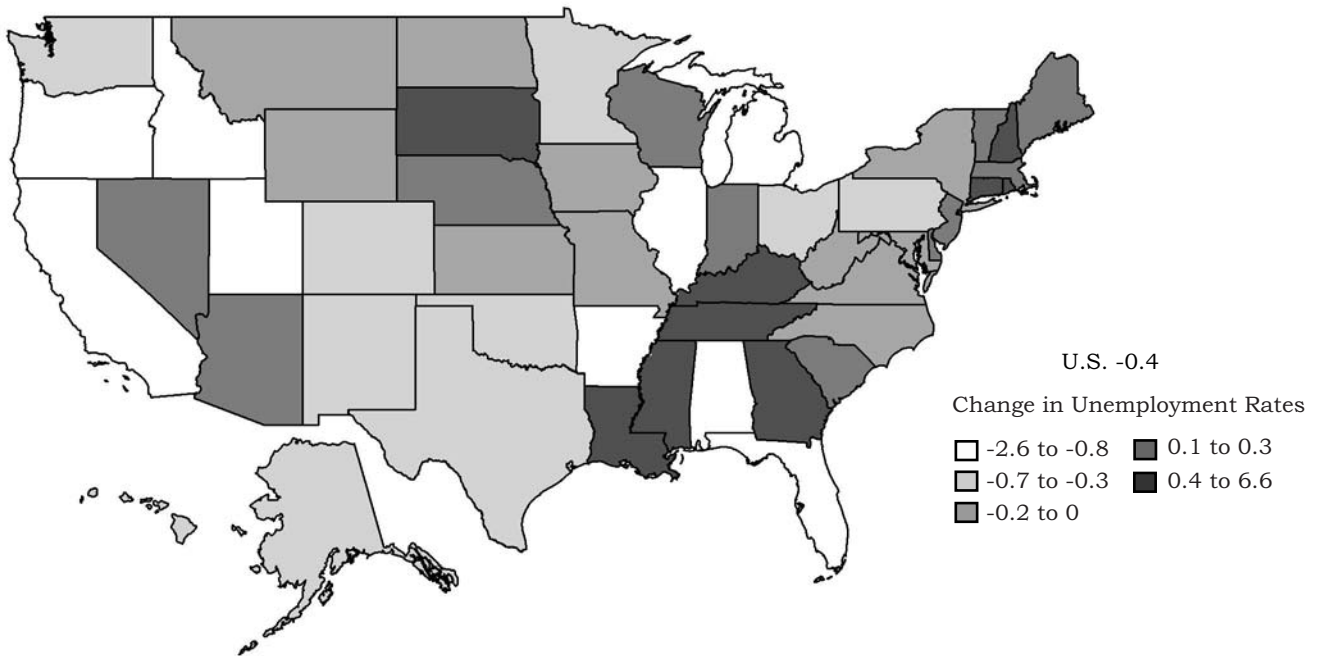 U.S. -0.4
Change in Unemployment Rates
-2.6 to -0.8 0.1 to 0.3
-0.7 to -0.3 0.4 to 6.6
-0.2 to 0